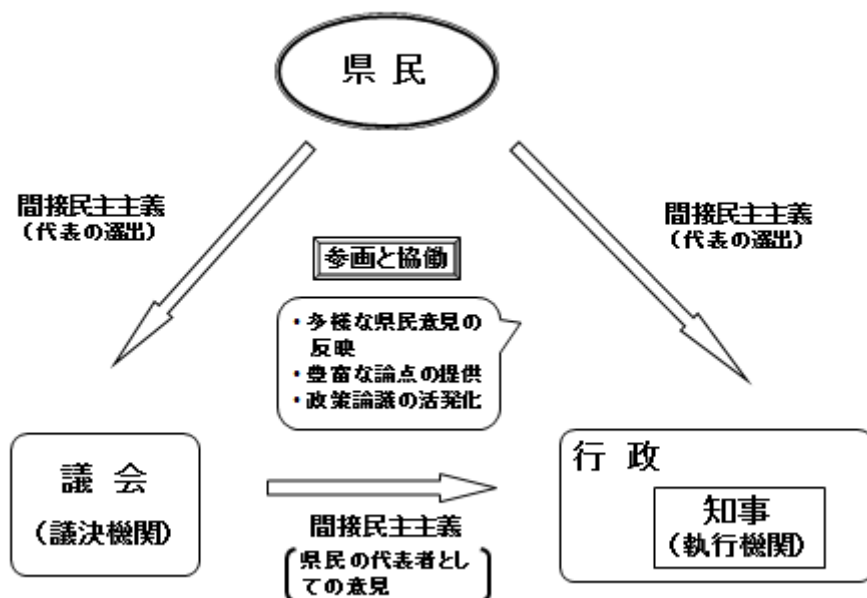 県 民
間接民主主義
（代表の選出）
間接民主主義
（代表の選出）
参画と協働
・多様な県民意見の
反映
・豊富な論点の提供
・政策論議の活発化
議 会
（議決機関）
行 政
知事
（執行機関）
間接民主主義
県民の代表者とし
ての意見